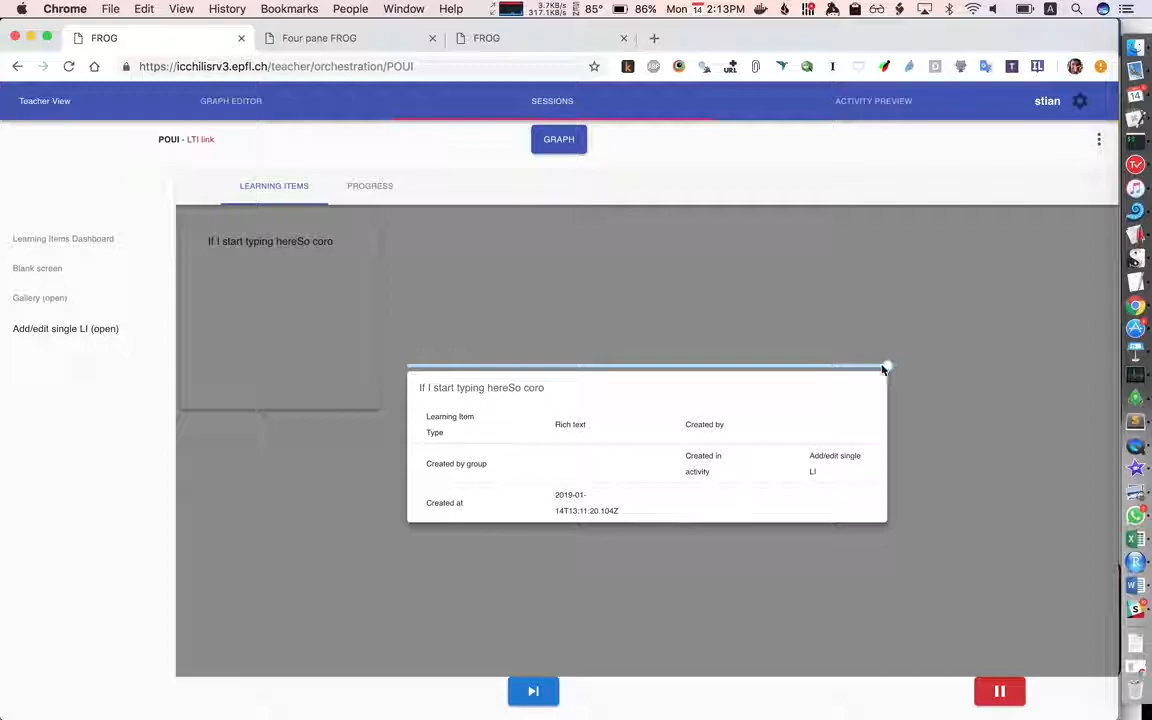 Chrome File Edit View History Bookmarks People Window Help 3.7KB/s 317.1KB/s 85° 86% Mon 14 2:13PM
FROG Four pane FROG FROG
https://icchilisrv3.epfl.ch/teacher/orchestration/POUI
Teacher View GRAPH EDITOR SESSIONS ACTIVITY PREVIEW stian
POUI - LTI link GRAPH
LEARNING ITEMS PROGRESS
Learning Items Dashboard
Blank screen
Gallery (open)
Add/edit single LI (open)
If I start typing hereSo coro
If I start typing hereSo coro
Learning Item Type Rich text Created by
Created by group Created in activity Add/edit single LI
Created at 2019-01-14T13:11:20.104Z